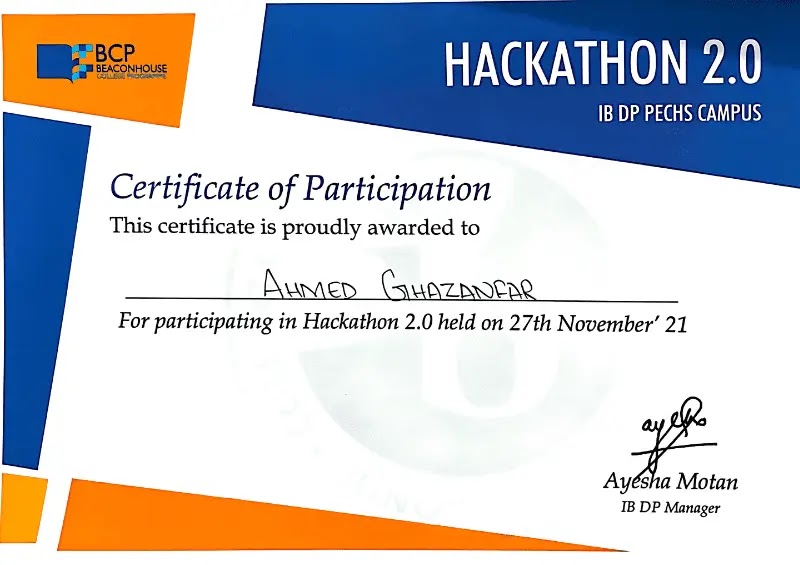 BCP
BEACONHOUSE
COLLEGE PROGRAMME
HACKATHON 2.0
IB DP PECHS CAMPUS
Certificate of Participation
This certificate is proudly awarded to
AHMED GHAZANFAR
For participating in Hackathon 2.0 held on 27th November' 21
Ayesha Motan
IB DP Manager